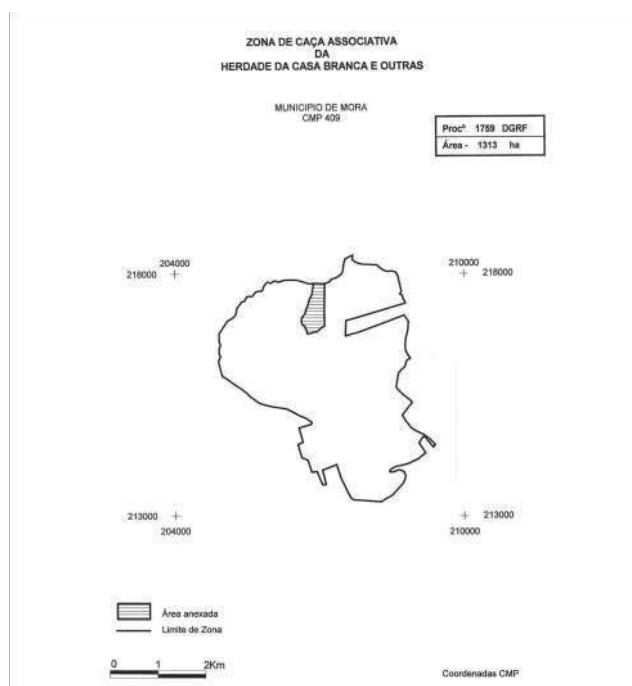 ZONA DE CAÇA ASSOCIATIVA
DA
HERDADE DA CASA BRANCA E OUTRAS
MUNICIPIO DE MORA
CMP 409
Procº 1759 DGRF
Área - 1313 ha
204000
218000
210000
218000
213000
204000
213000
210000
Área anexada
Limite de Zona
0 1 2Km
Coordenadas CMP